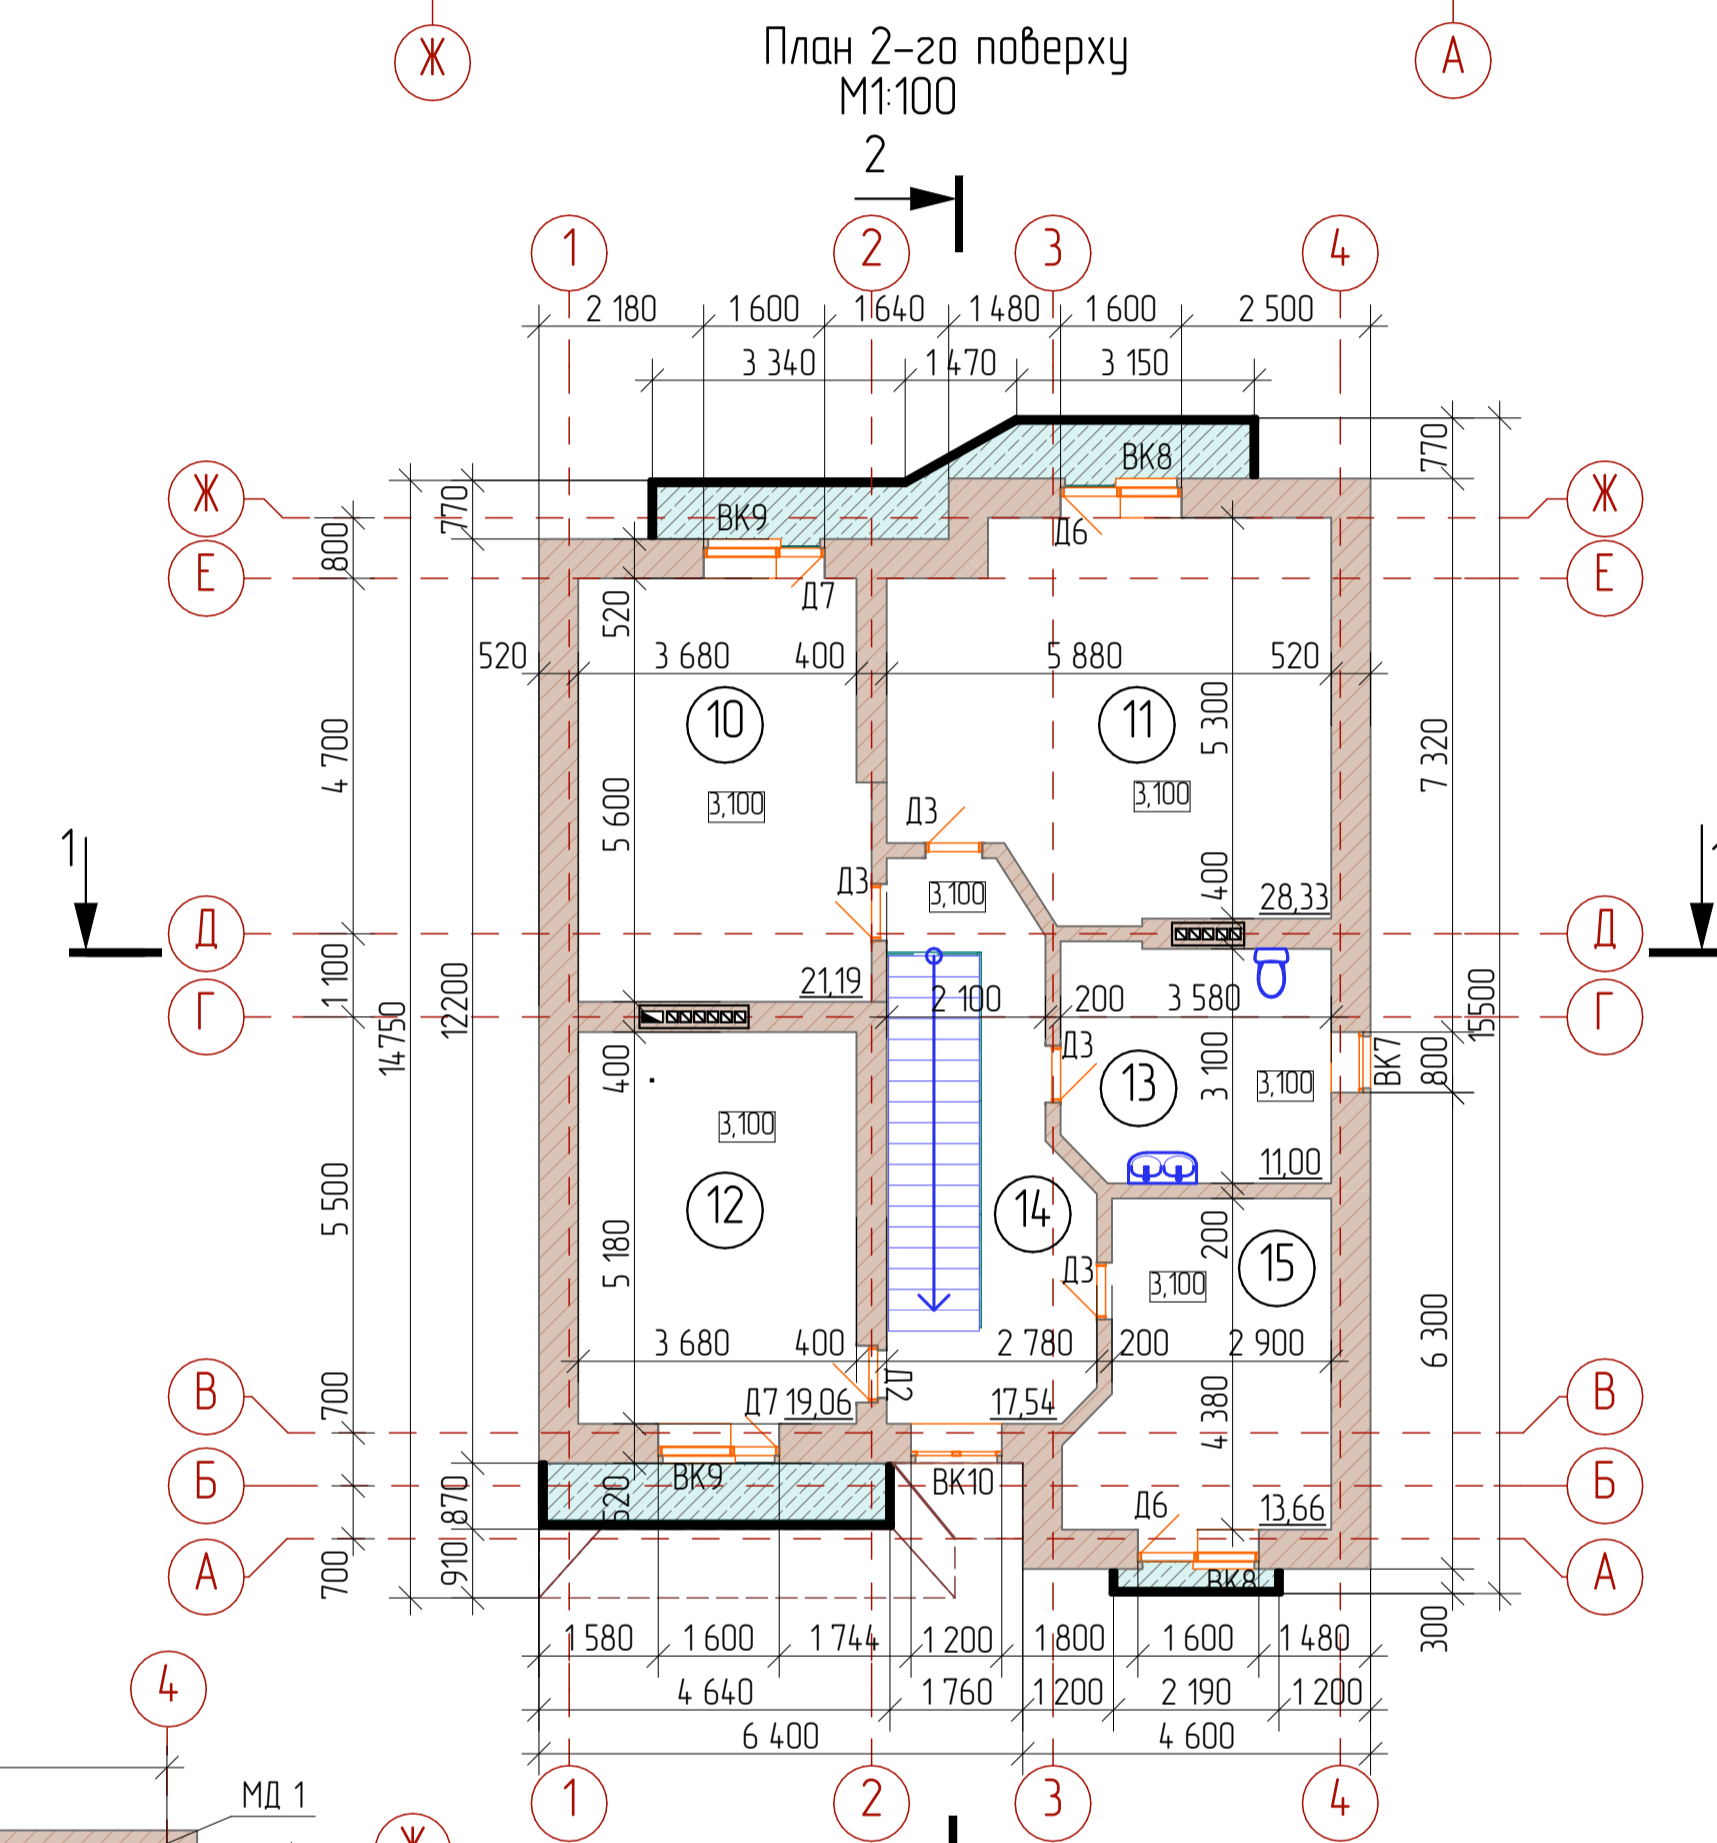 Ж
План 2-го поверху
А
М1:100
2
1 2 3 4
2 180 1 600 1 640 1 480 1 600 2 500
3 340 1 470 3 150
770
ВК8
Ж 770 ВК9 Д6 Ж
800
Е Д7 Е
520
520 3 680 400 5 880 520
10 11 5 300
4 700 7 320
3,100 3,100
5 600 Д3
1
Д3 3,100 400 28,33
Д Д
1 100 12200 21,19 2 100 200 3 580 15500
Г Г
14750 400 Д3 13 3 100 3,100 ВК7 800
3,100
11,00
5 500 12 14 200
5 180 Д3 3,100 15
6 300
3 680 400 2 780 200 2 900
В 700 Д7 19,06 Д2 17,54 4 380 В
Б 870 520 ВК9 ВК10 Д6 13,66 Б
А 700 910 ВК8 А
300
1 580 1 600 1 744 1 200 1 800 1 600 1 480
4 640 1 760 1 200 2 190 1 200
6 400 4 600
4
МД 1
1 2 3 4
Ж